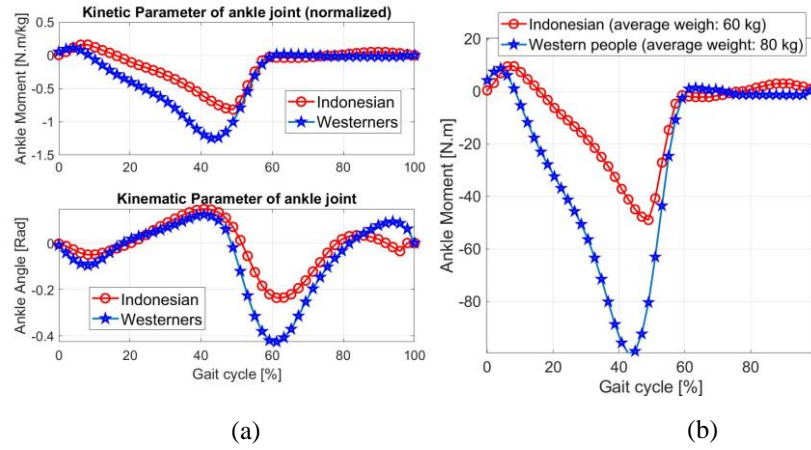 Kinetic Parameter of ankle joint (normalized)
Ankle Moment [N.m/kg]
0.5
0
-0.5
-1
-1.5
Indonesian
Westerners
0 20 40 60 80 100
Kinematic Parameter of ankle joint
Ankle Angle [Rad]
0
-0.2
-0.4
Indonesian
Westerners
0 20 40 60 80 100
Gait cycle [%]
(a)
Indonesian (average weigh: 60 kg)
Western people (average weight: 80 kg)
Ankle Moment [N.m]
20
0
-20
-40
-60
-80
0 20 40 60 80
Gait cycle [%]
(b)